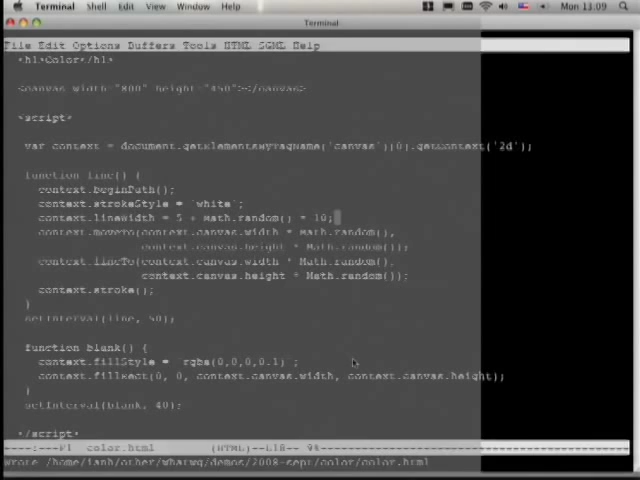 Terminal Shell Edit View Window Help Mon 11:09
Terminal
File Edit Options Buffers Tools HTML SGML Help
<h1>Color</h1>
<canvas width="800" height="450"></canvas>
<script>
var context = document.getElementsByTagName('canvas')[0].getContext('2d');
function line() {
context.beginPath();
context.strokeStyle = 'white';
context.lineWidth = 5 + Math.random() * 10;
context.moveTo(context.canvas.width * Math.random(),
context.canvas.height * Math.random());
context.lineTo(context.canvas.width * Math.random(),
context.canvas.height * Math.random());
context.stroke();
}
setInterval(line, 50);
function blank() {
context.fillStyle = 'rgba(0,0,0,0.1)';
context.fillRect(0, 0, context.canvas.width, context.canvas.height);
}
setInterval(blank, 40);
</script>
----:---F1 color.html (HTML)--L18-- 9%----
Wrote /home/ianh/other/whatwg/demos/2008-sept/color/color.html